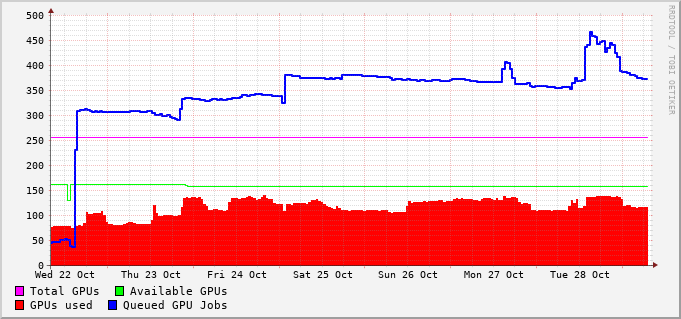 500
450
400
350
300
250
200
150
100
50
0
Wed 22 Oct Thu 23 Oct Fri 24 Oct Sat 25 Oct Sun 26 Oct Mon 27 Oct Tue 28 Oct
Total GPUs Available GPUs
GPUs used Queued GPU Jobs
RRDTOOL / TOBI OETIKER